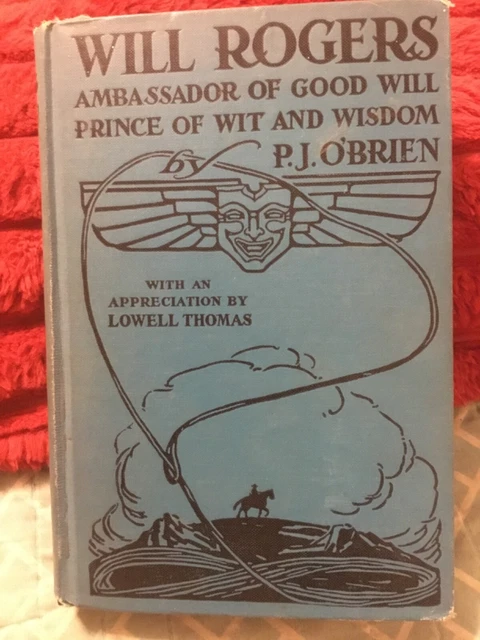 WILL ROGERS
AMBASSADOR OF GOOD WILL
PRINCE OF WIT AND WISDOM
by P.J. O'BRIEN
WITH AN
APPRECIATION BY
LOWELL THOMAS